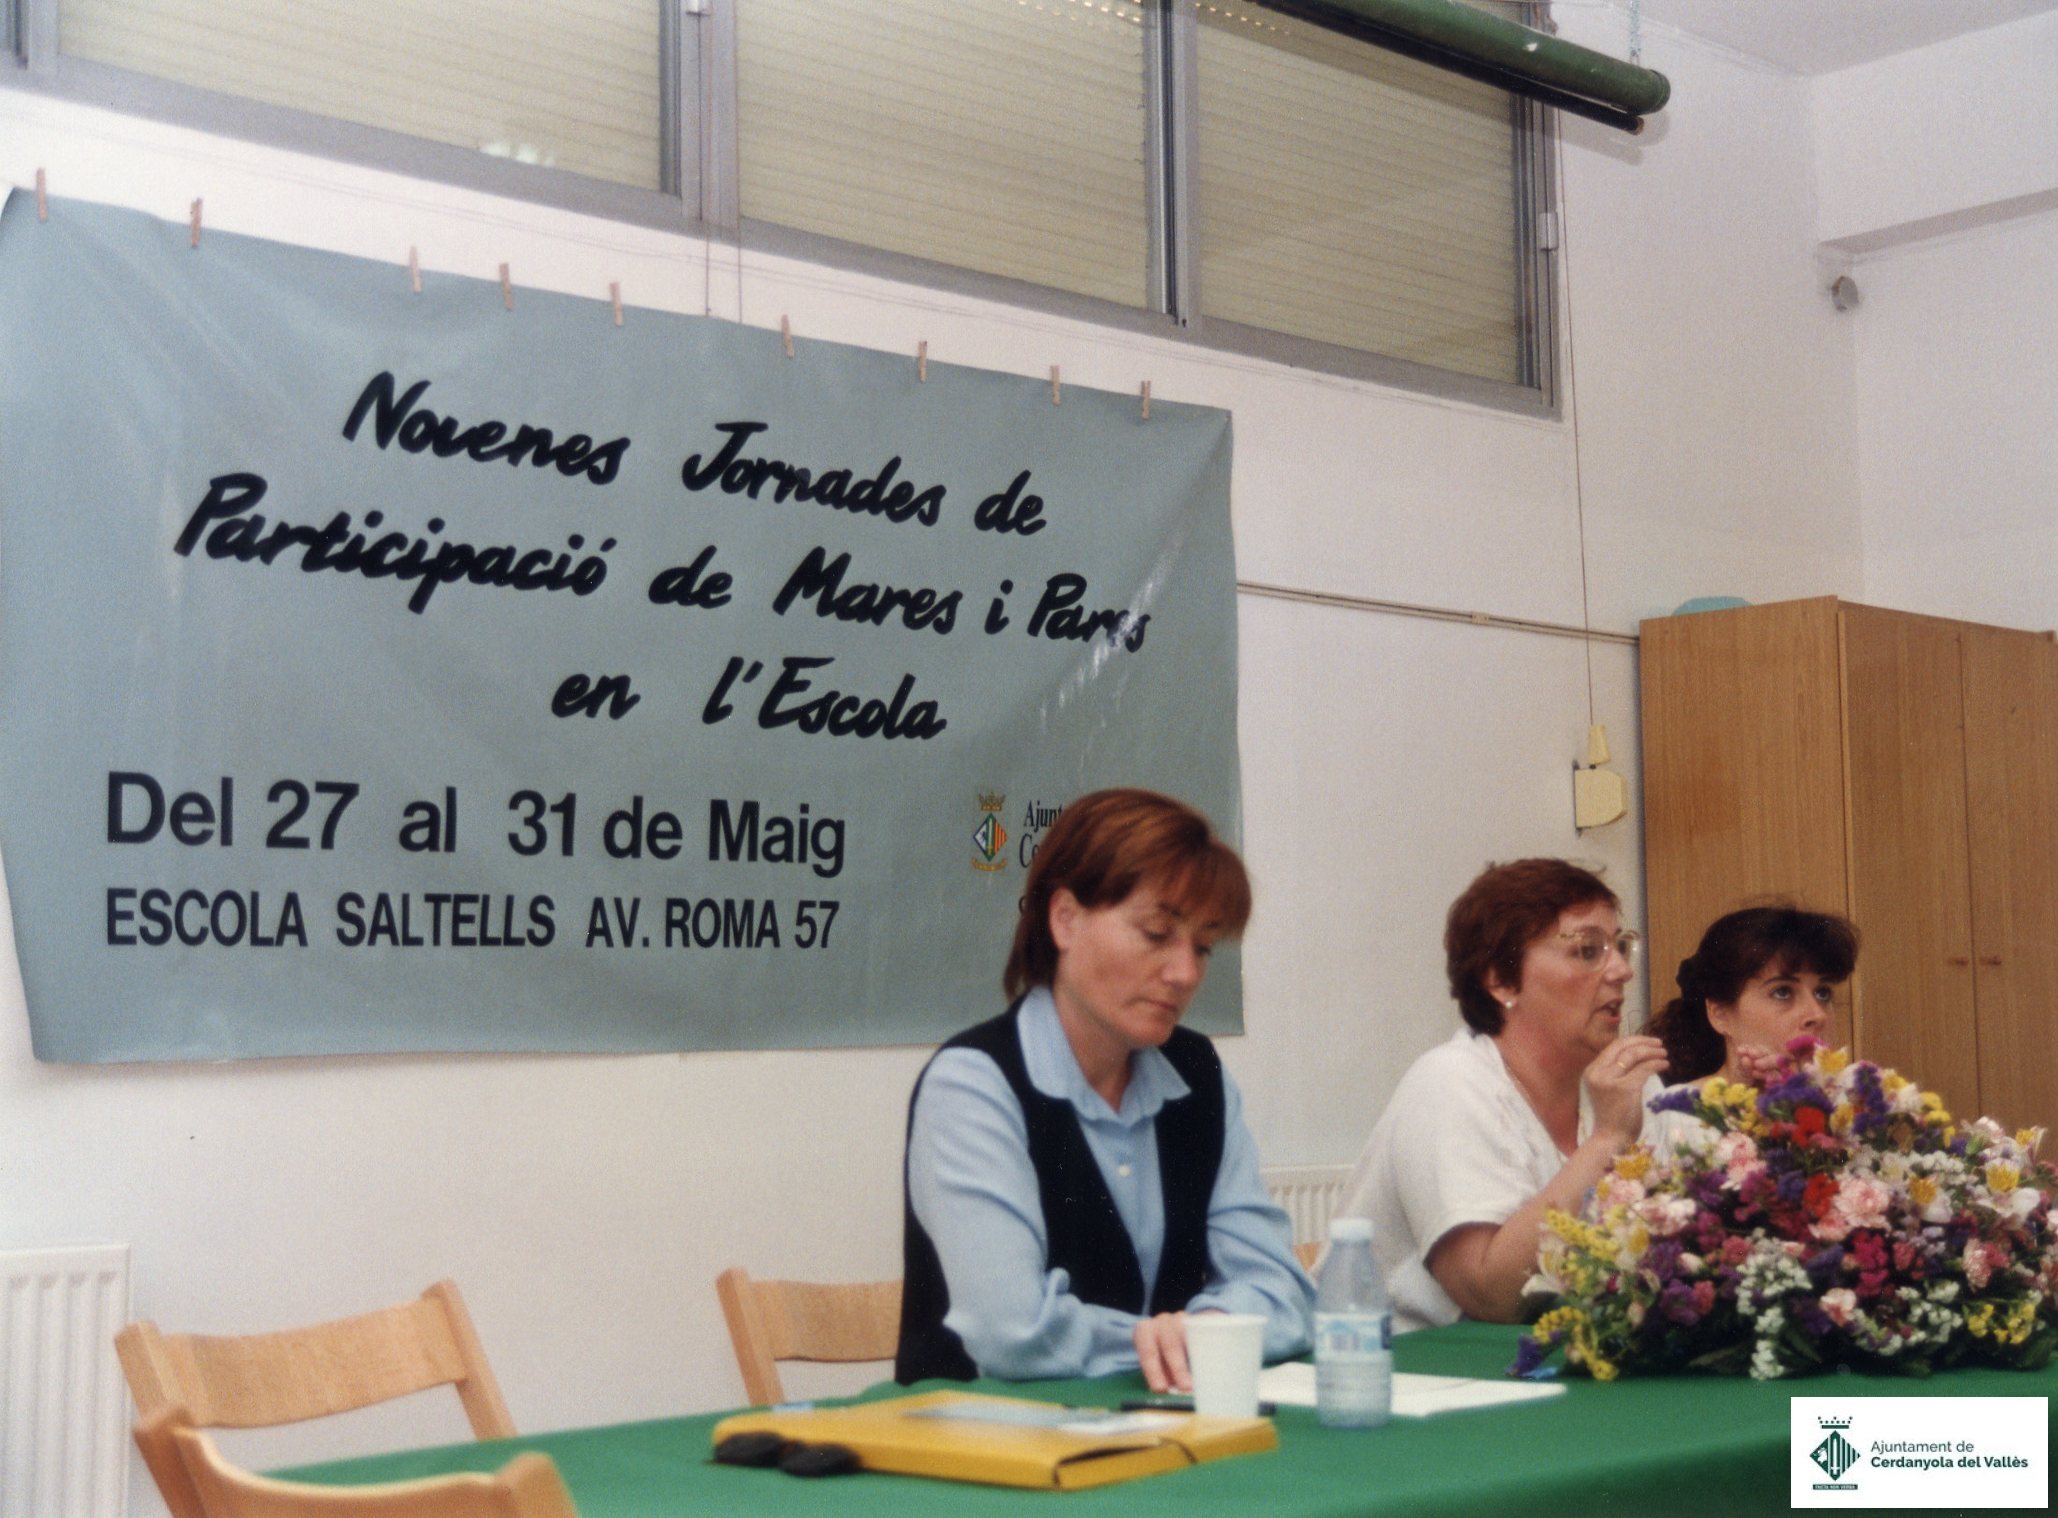 Novenes Jornades de
Participació de Mares i Pares
en l'Escola
Del 27 al 31 de Maig
ESCOLA SALTELLS AV. ROMA 57
Ajuntament de
Cerdanyola del Vallès